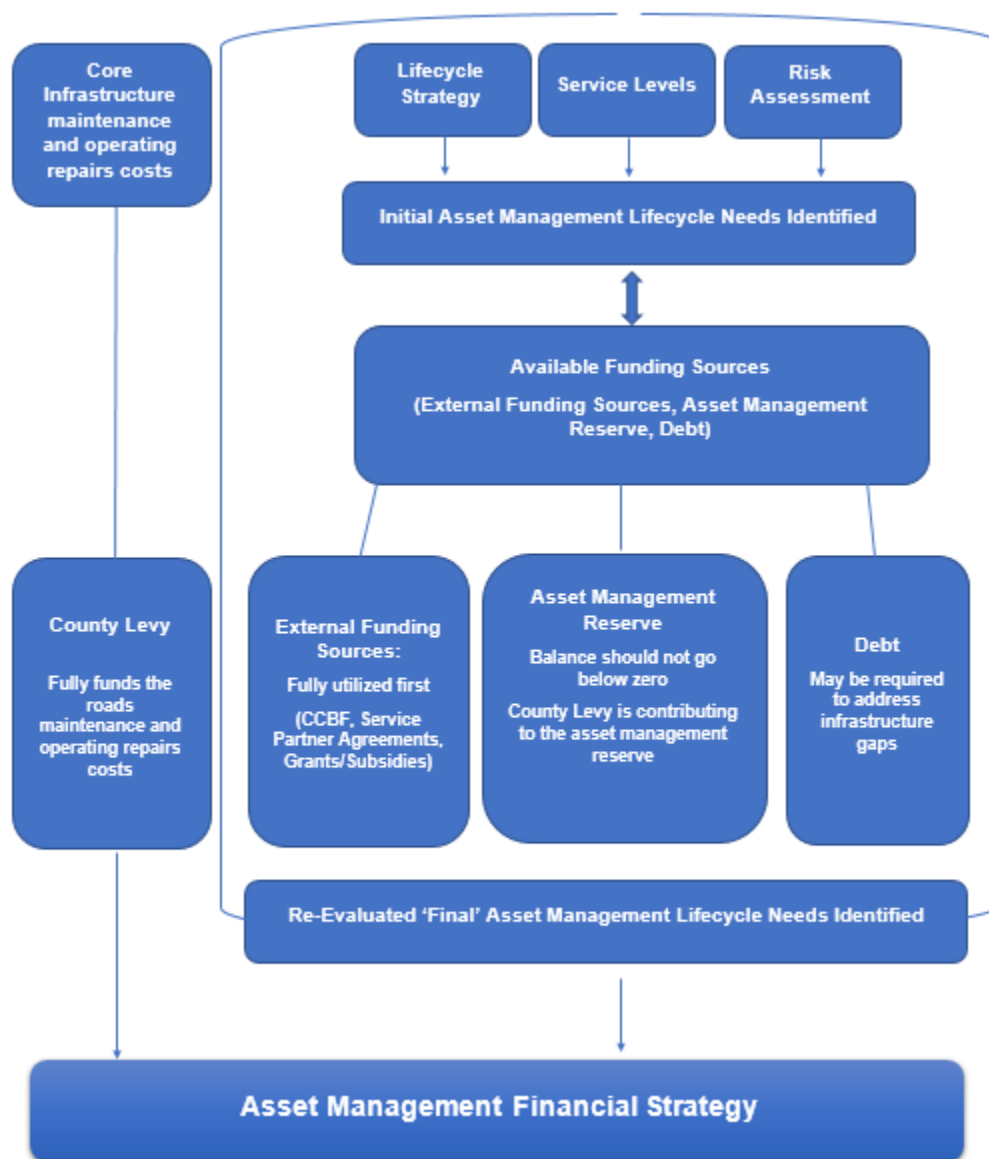 Core
Infrastructure
maintenance
and operating
repairs costs
Lifecycle
Strategy
Service Levels
Risk
Assessment
Initial Asset Management Lifecycle Needs Identified
Available Funding Sources
(External Funding Sources, Asset Management
Reserve, Debt)
County Levy
Fully funds the
roads
maintenance and
operating repairs
costs
External Funding
Sources:
Fully utilized first
(CCBF, Service
Partner Agreements,
Grants/Subsidies)
Asset Management
Reserve
Balance should not go
below zero
County Levy is contributing
to the asset management
reserve
Debt
May be required
to address
infrastructure
gaps
Re-Evaluated ‘Final’ Asset Management Lifecycle Needs Identified
Asset Management Financial Strategy